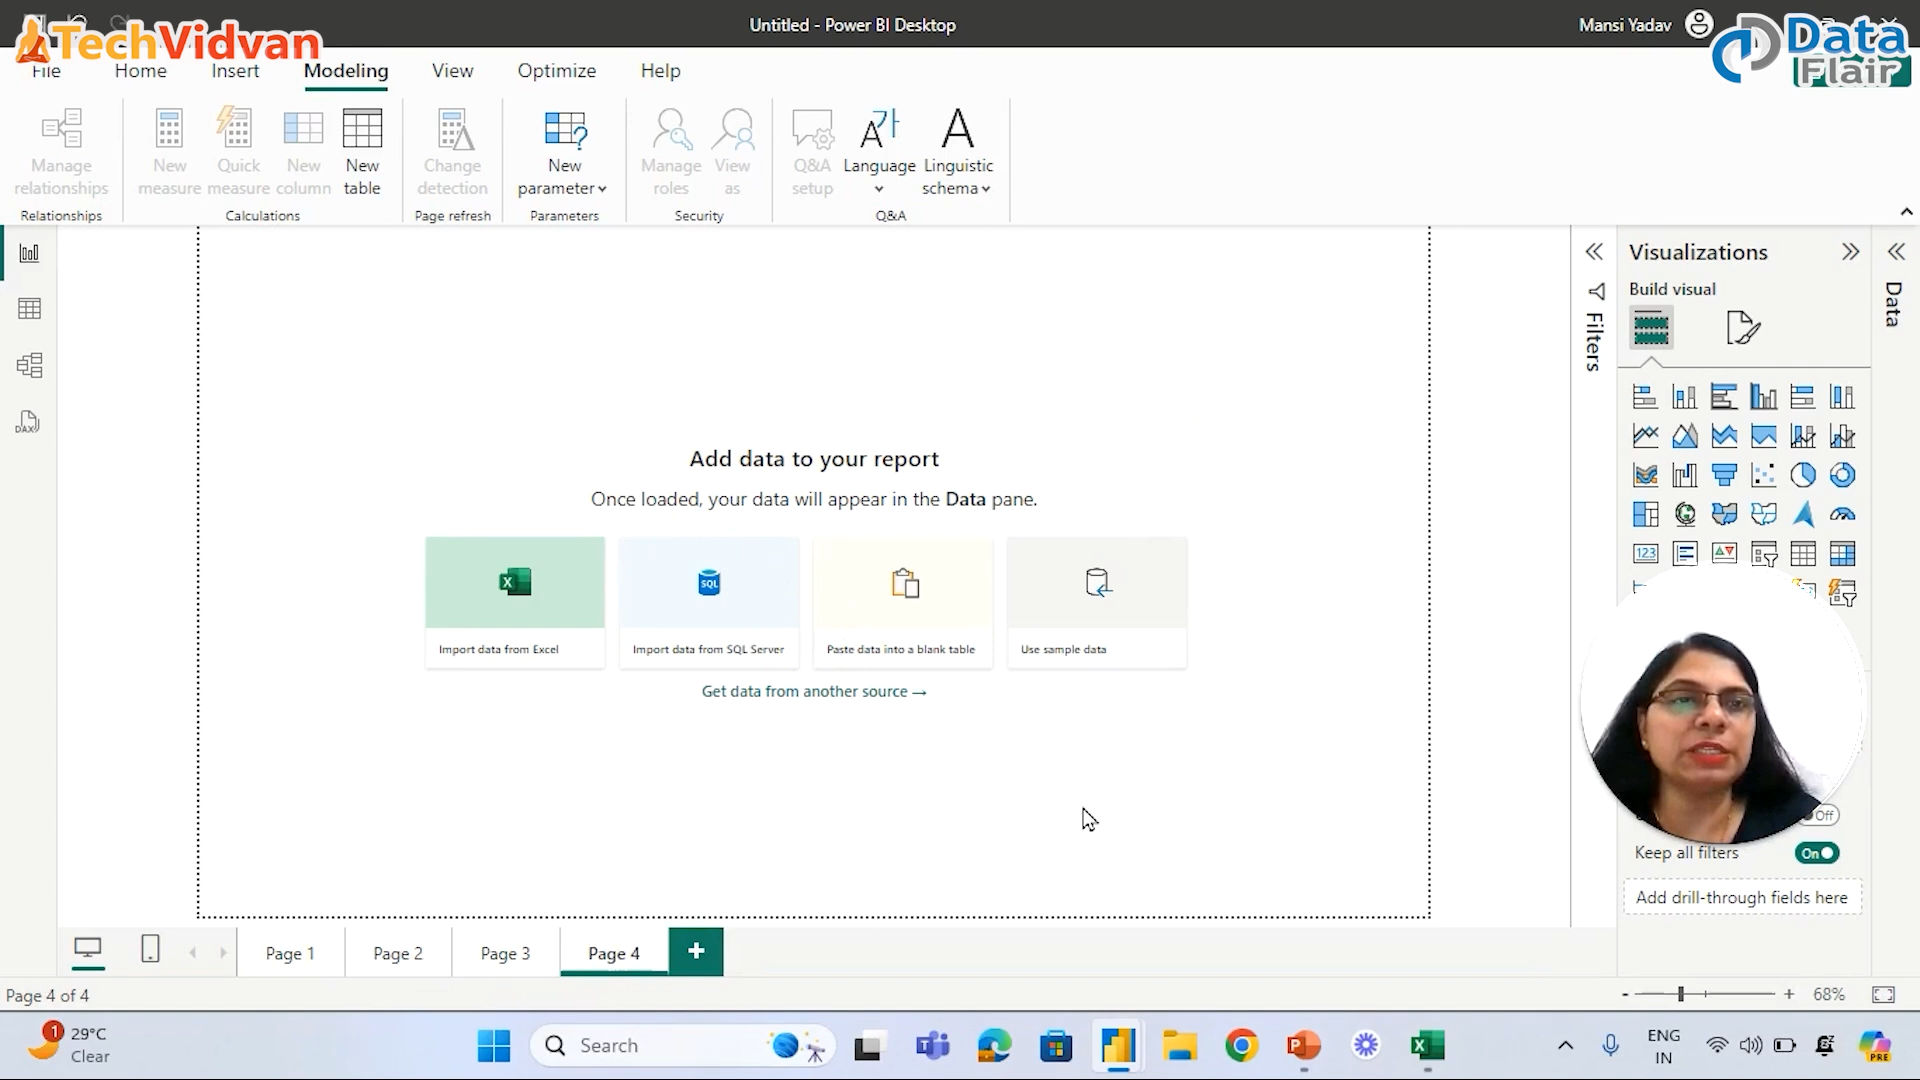 TechVidvan
Untitled - Power BI Desktop
Mansi Yadav
Data
Flair
File
Home
Insert
Modeling
View
Optimize
Help
Manage
relationships
Relationships
New
measure
Quick
measure
New
column
New
table
Calculations
Change
detection
Page refresh
New
parameter
Parameters
Manage
roles
View
as
Security
Q&A
setup
Language
Linguistic
schema
Q&A
DAX
Filters
Visualizations
Build visual
123
Data
Add data to your report
Once loaded, your data will appear in the Data pane.
X
SQL
Import data from Excel
Import data from SQL Server
Paste data into a blank table
Use sample data
Get data from another source →
Off
Keep all filters
On
Add drill-through fields here
Page 1
Page 2
Page 3
Page 4
+
Page 4 of 4
-
+
68%
1
29°C
Clear
Search
ENG
IN
PRE